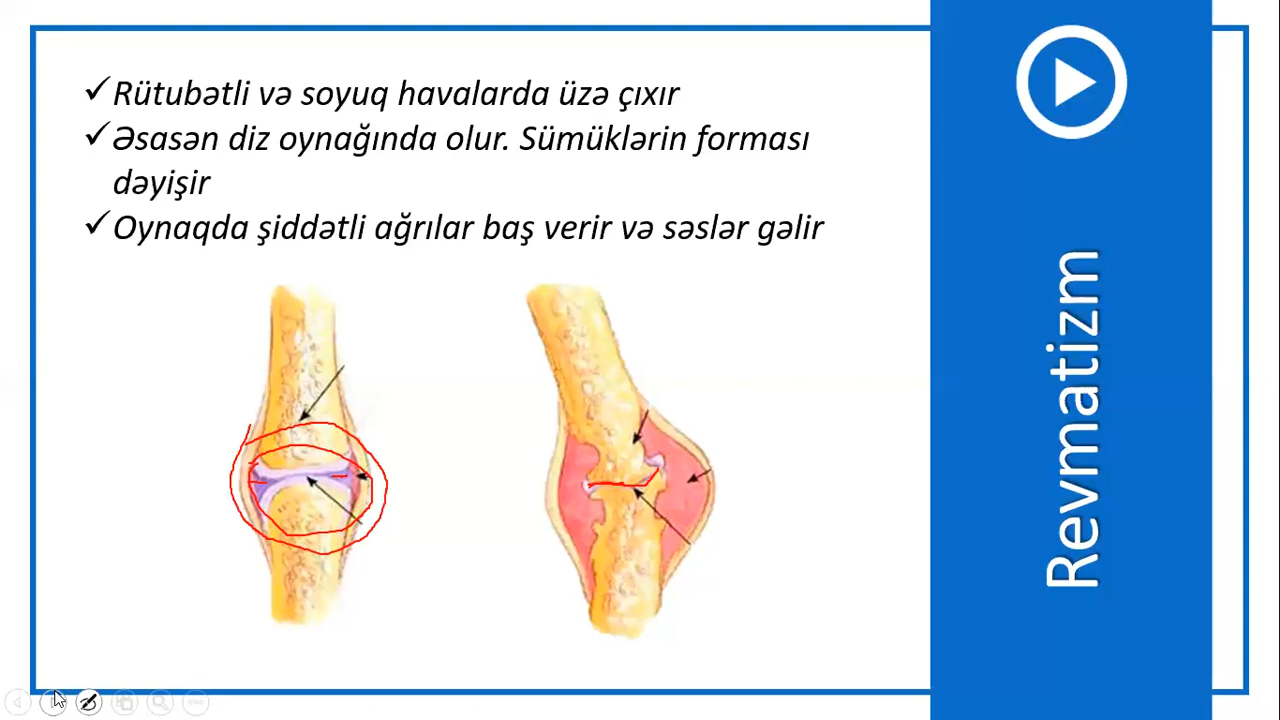 Rütubətli və soyuq havalarda üzə çıxır
Əsasən diz oynağında olur. Sümüklərin forması
dəyişir
Oynaqda şiddətli ağrılar baş verir və səslər gəlir
Revmatizm